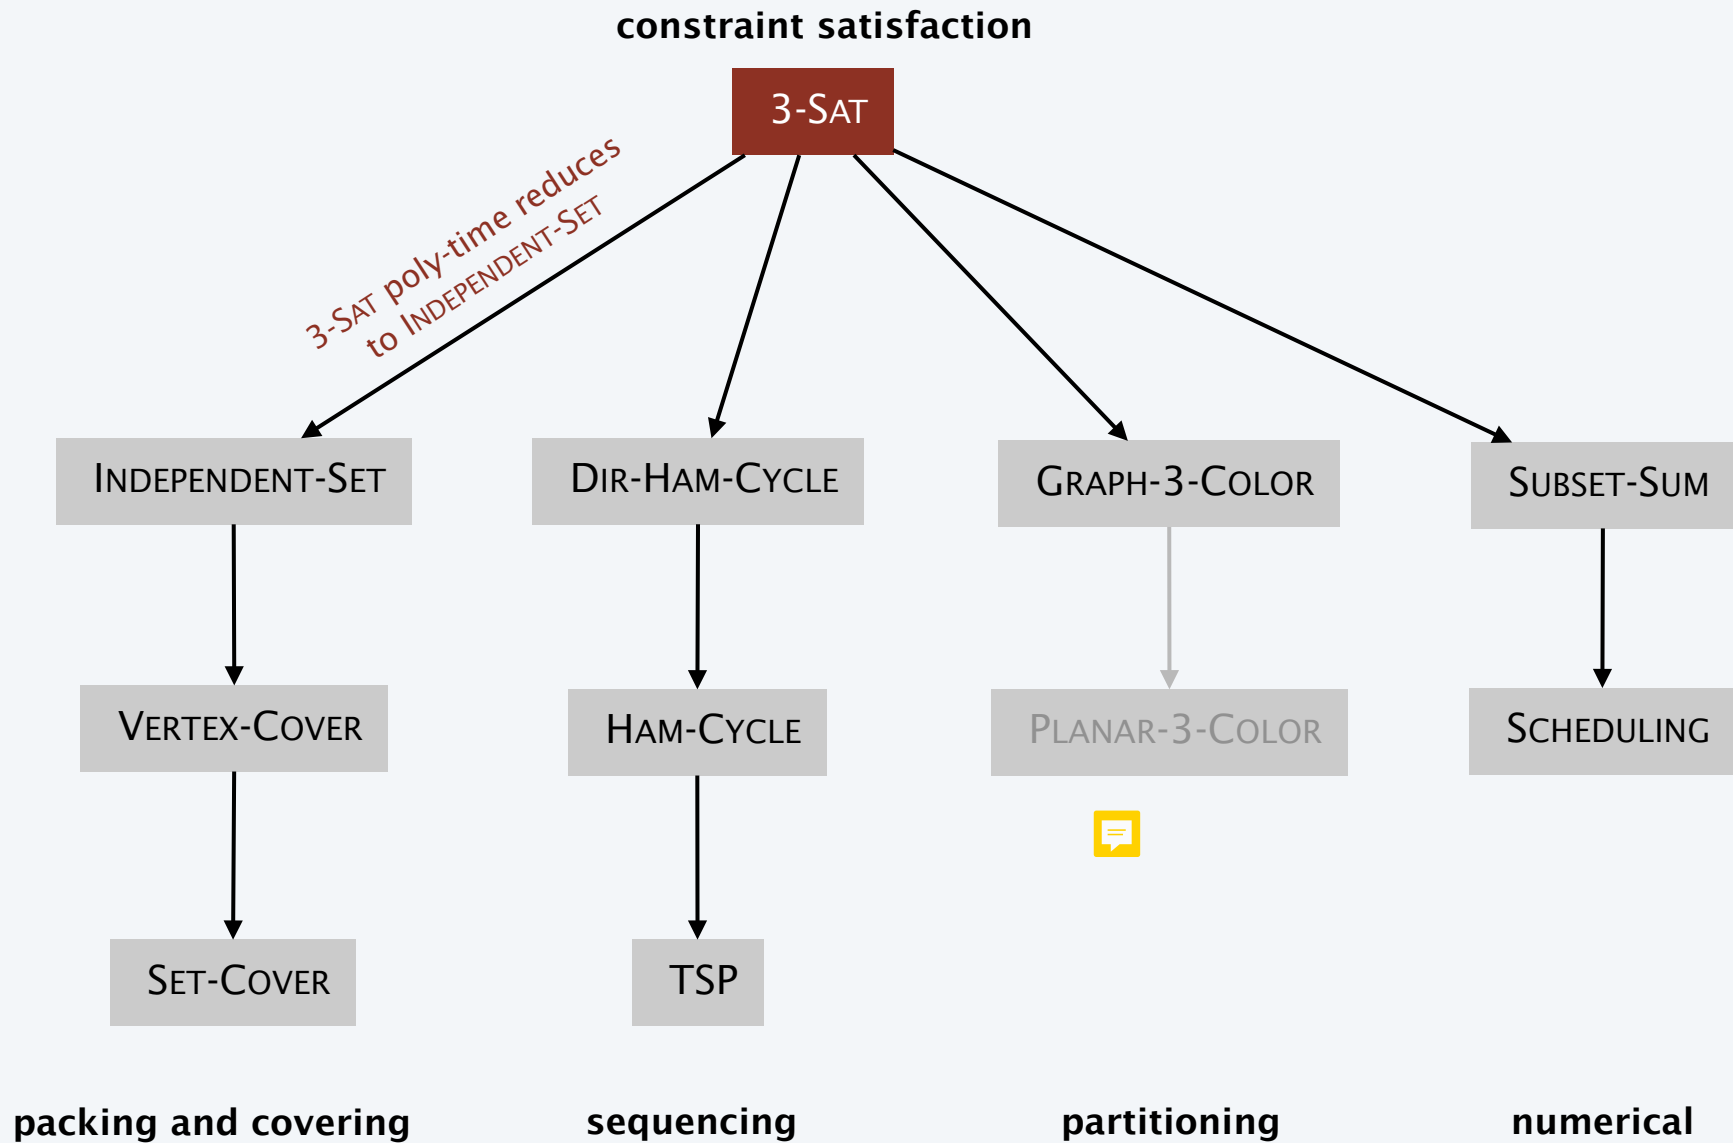 constraint satisfaction
3-SAT
3-SAT poly-time reduces
to INDEPENDENT-SET
INDEPENDENT-SET
DIR-HAM-CYCLE
GRAPH-3-COLOR
SUBSET-SUM
VERTEX-COVER
HAM-CYCLE
PLANAR-3-COLOR
SCHEDULING
SET-COVER
TSP
packing and covering
sequencing
partitioning
numerical